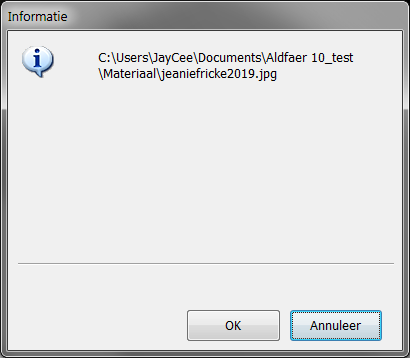 Informatie
C:\Users\JayCee\Documents\Aldfaer 10_test
\Materiaal\jeaniefricke2019.jpg
OK
Annuleer